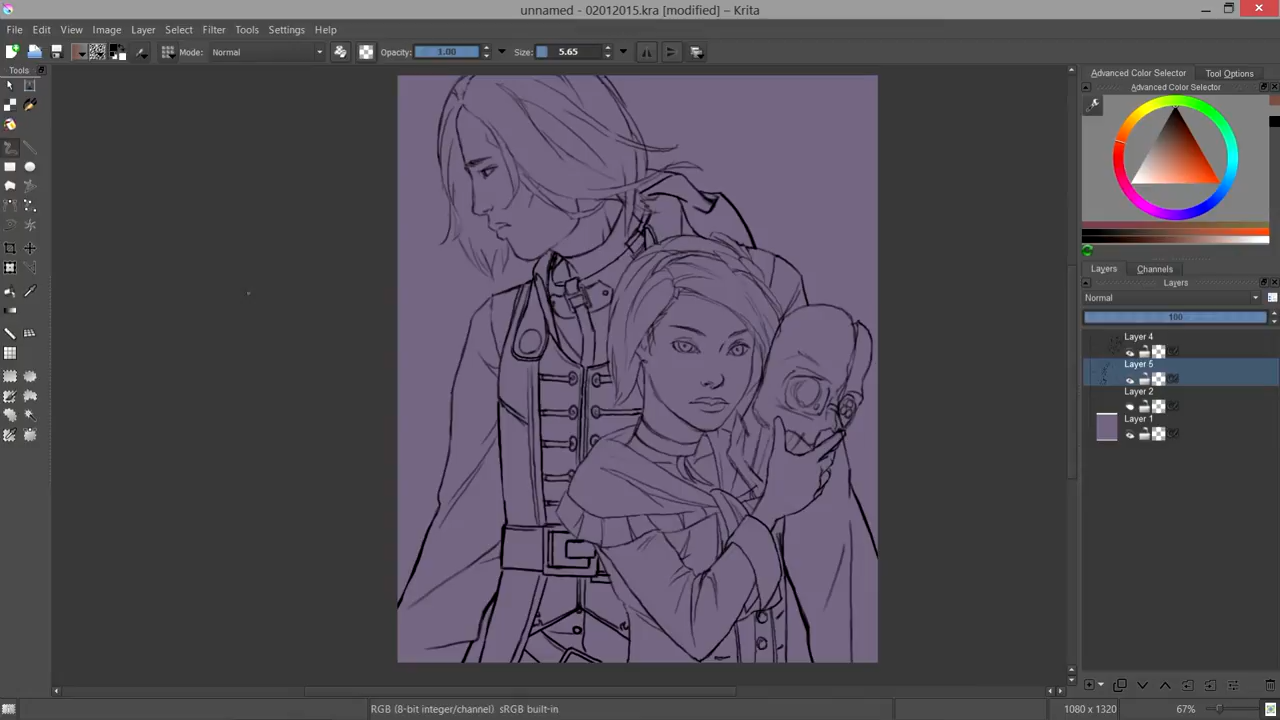 unnamed - 02012015.kra [modified] – Krita
File Edit View Image Layer Select Filter Tools Settings Help
Mode: Normal Opacity: 1.00 Size: 5.65
Tools
Advanced Color Selector Tool Options
Advanced Color Selector
Layers Channels
Layers
Normal
100
Layer 4
Layer 5
Layer 2
Layer 1
RGB (8-bit integer/channel) sRGB built-in 1080 x 1320 67%